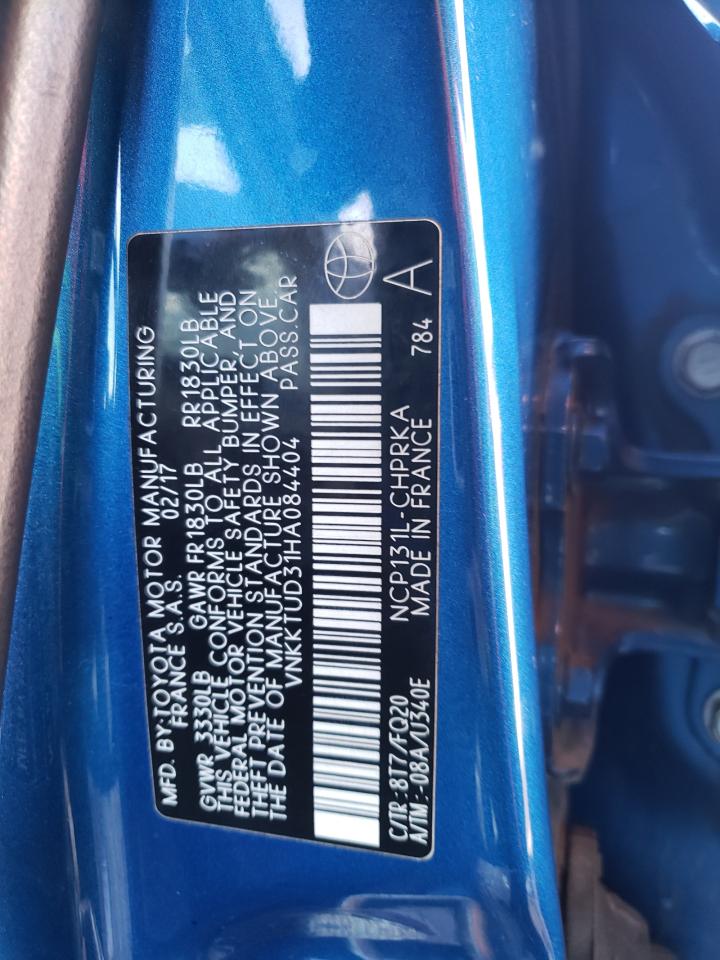 MFD. BY:TOYOTA MOTOR MANUFACTURING
FRANCE S.A.S. 02/17
GVWR 3330LB GAWR FR1830LB RR1830LB
THIS VEHICLE CONFORMS TO ALL APPLICABLE
FEDERAL MOTOR VEHICLE SAFETY BUMPER, AND
THEFT PREVENTION STANDARDS IN EFFECT ON
THE DATE OF MANUFACTURE SHOWN ABOVE.
VNKKTUD31HA084404 PASS.CAR
C/TR:8T7/FQ20 NCP131L-CHPRKA
A/TM:-08A/U340E MADE IN FRANCE 784 A